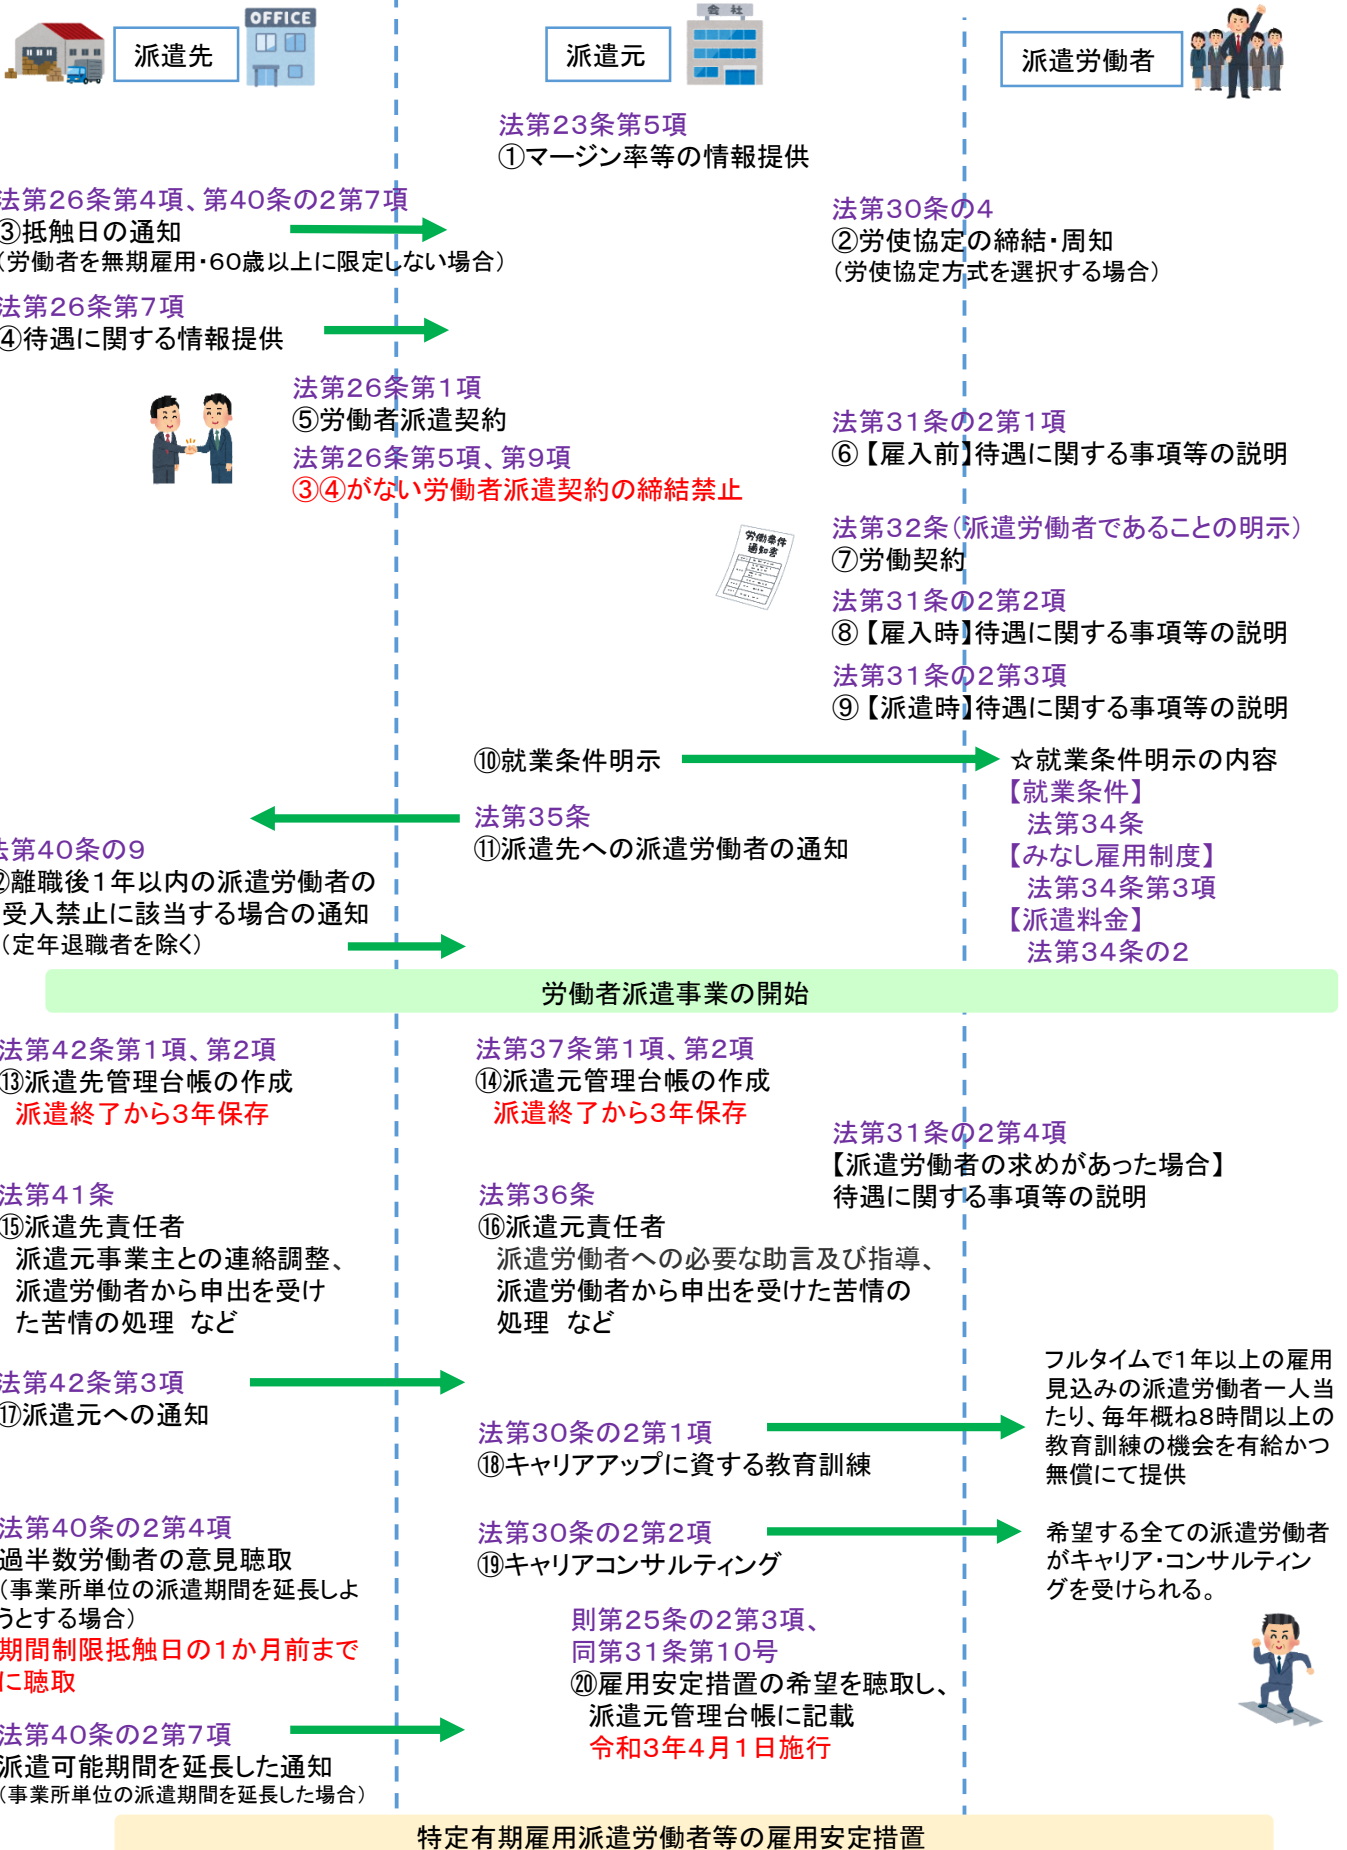 派遣先
OFFICE
派遣元
会社
派遣労働者
法第23条第5項
①マージン率等の情報提供
法第26条第4項、第40条の2第7項
③抵触日の通知
（労働者を無期雇用・60歳以上に限定しない場合）
法第30条の4
②労使協定の締結・周知
（労使協定方式を選択する場合）
法第26条第7項
④待遇に関する情報提供
法第26条第1項
⑤労働者派遣契約
法第26条第5項、第9項
③④がない労働者派遣契約の締結禁止
法第31条の2第1項
⑥【雇入前】待遇に関する事項等の説明
労働条件
通知書
法第32条（派遣労働者であることの明示）
⑦労働契約
法第31条の2第2項
⑧【雇入時】待遇に関する事項等の説明
法第31条の2第3項
⑨【派遣時】待遇に関する事項等の説明
⑩就業条件明示
☆就業条件明示の内容
【就業条件】
法第34条
【みなし雇用制度】
法第34条第3項
【派遣料金】
法第34条の2
法第35条
⑪派遣先への派遣労働者の通知
法第40条の9
⑫離職後1年以内の派遣労働者の
受入禁止に該当する場合の通知
（定年退職者を除く）
労働者派遣事業の開始
法第42条第1項、第2項
⑬派遣先管理台帳の作成
派遣終了から3年保存
法第37条第1項、第2項
⑭派遣元管理台帳の作成
派遣終了から3年保存
法第31条の2第4項
【派遣労働者の求めがあった場合】
待遇に関する事項等の説明
法第41条
⑮派遣先責任者
派遣元事業主との連絡調整、
派遣労働者から申出を受け
た苦情の処理 など
法第36条
⑯派遣元責任者
派遣労働者への必要な助言及び指導、
派遣労働者から申出を受けた苦情の
処理 など
法第42条第3項
⑰派遣元への通知
法第30条の2第1項
⑱キャリアアップに資する教育訓練
フルタイムで1年以上の雇用
見込みの派遣労働者一人当
たり、毎年概ね8時間以上の
教育訓練の機会を有給かつ
無償にて提供
法第40条の2第4項
過半数労働者の意見聴取
（事業所単位の派遣期間を延長しよ
うとする場合）
期間制限抵触日の1か月前まで
に聴取
法第30条の2第2項
⑲キャリアコンサルティング
希望する全ての派遣労働者
がキャリア・コンサルティン
グを受けられる。
則第25条の2第3項、
同第31条第10号
⑳雇用安定措置の希望を聴取し、
派遣元管理台帳に記載
令和3年4月1日施行
法第40条の2第7項
派遣可能期間を延長した通知
（事業所単位の派遣期間を延長した場合）
特定有期雇用派遣労働者等の雇用安定措置